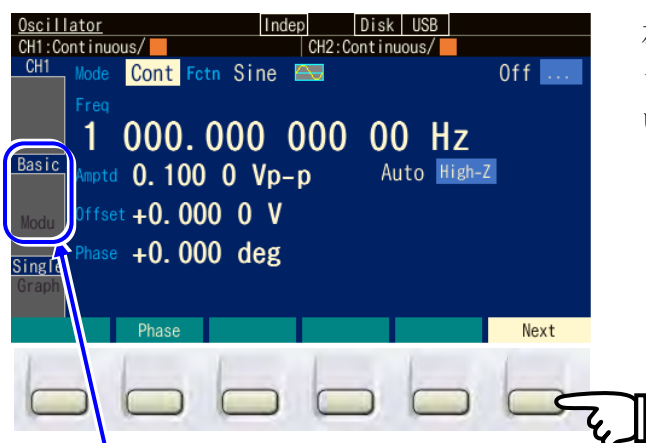 Oscillator Indep Disk USB
CH1:Continuous/ CH2:Continuous/
CH1 Mode Cont Fctn Sine Off ...
Freq
1 000.000 000 00 Hz
Basic Amptd 0.100 0 Vp-p Auto High-Z
Modu Offset +0.000 0 V
Phase +0.000 deg
Single
Graph
Phase Next